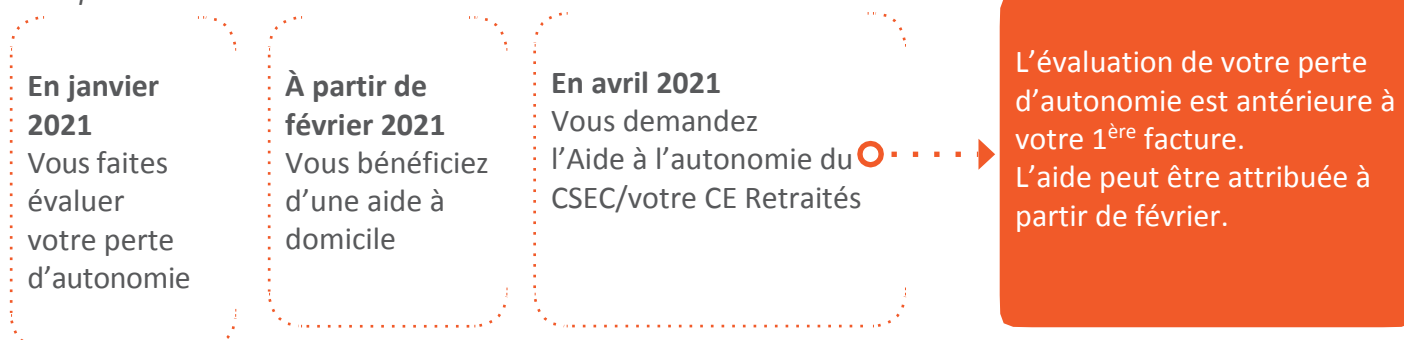 En janvier
2021
Vous faites
évaluer
votre perte
d'autonomie
À partir de
février 2021
Vous bénéficiez
d'une aide à
domicile
En avril 2021
Vous demandez
l'Aide à l'autonomie du
CSEC/votre CE Retraités
L'évaluation de votre perte
d'autonomie est antérieure à
votre 1ère facture.
L'aide peut être attribuée à
partir de février.